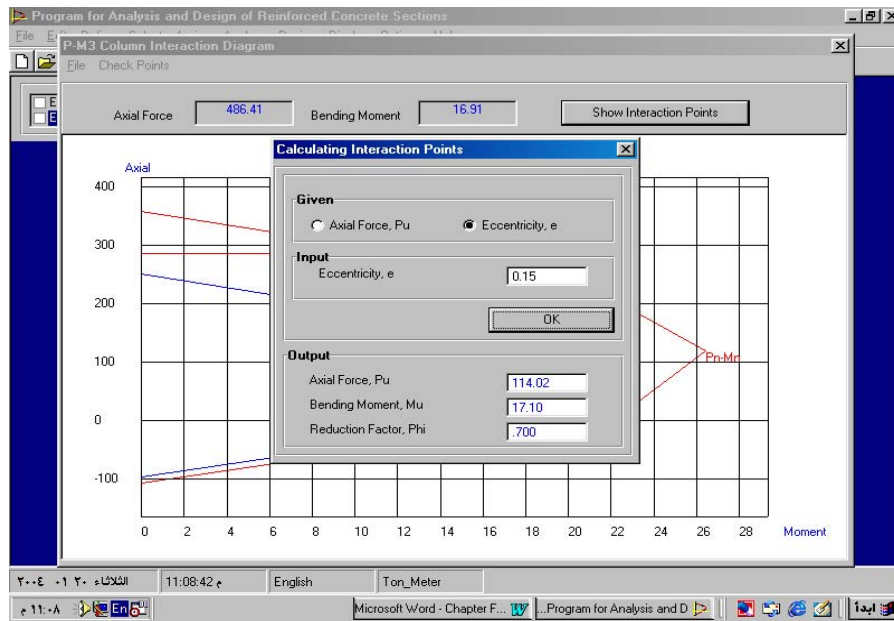 Program for Analysis and Design of Reinforced Concrete Sections
File
P-M3 Column Interaction Diagram
File Check Points
Axial Force 486.41 Bending Moment 16.91 Show Interaction Points
Calculating Interaction Points
Given
Axial Force, Pu Eccentricity, e
Input
Eccentricity, e 0.15
OK
Output
Axial Force, Pu 114.02
Bending Moment, Mu 17.10
Reduction Factor, Phi .700
Axial
400
300
200
100
0
-100
Pn-Mn
0 2 4 6 8 10 12 14 16 18 20 22 24 26 28 Moment
الثلاثاء ٢٠ ٠١ ٢٠٠٤ 11:08:42 م English Ton_Meter
١١:٠٨ م En Microsoft Word - Chapter F... ...Program for Analysis and D ابدأ